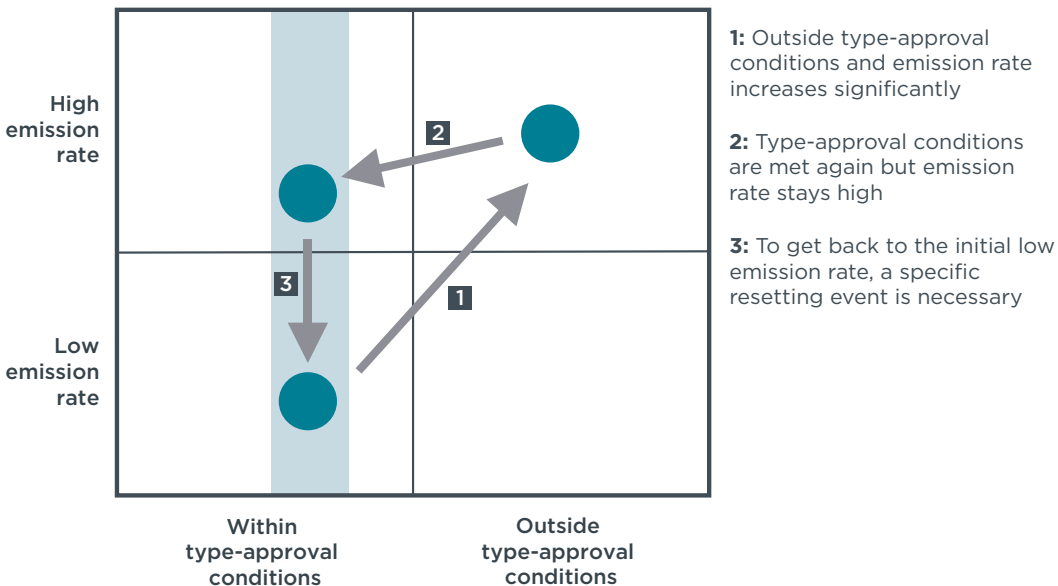 High
emission
rate
Low
emission
rate
2
3
1
Within
type-approval
conditions
Outside
type-approval
conditions
1: Outside type-approval
conditions and emission rate
increases significantly
2: Type-approval conditions
are met again but emission
rate stays high
3: To get back to the initial low
emission rate, a specific
resetting event is necessary